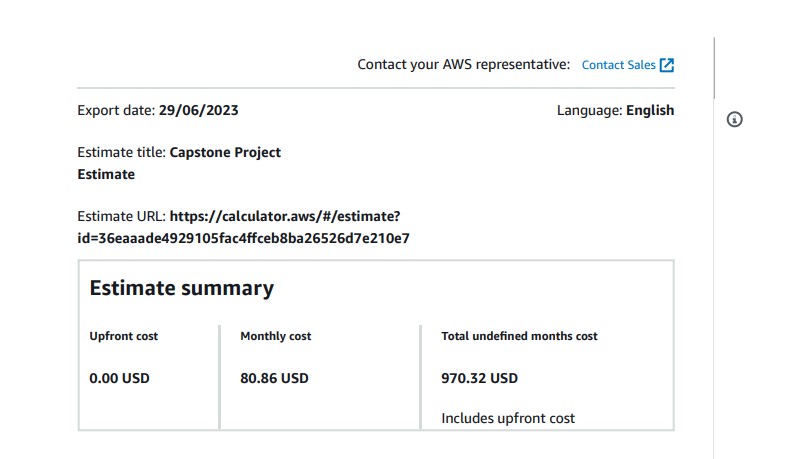 Contact your AWS representative: Contact Sales
Export date: 29/06/2023 Language: English
Estimate title: Capstone Project
Estimate
Estimate URL: https://calculator.aws/#/estimate?
id=36eaaade4929105fac4ffceb8ba26526d7e210e7
Estimate summary
Upfront cost Monthly cost Total undefined months cost
0.00 USD 80.86 USD 970.32 USD
Includes upfront cost